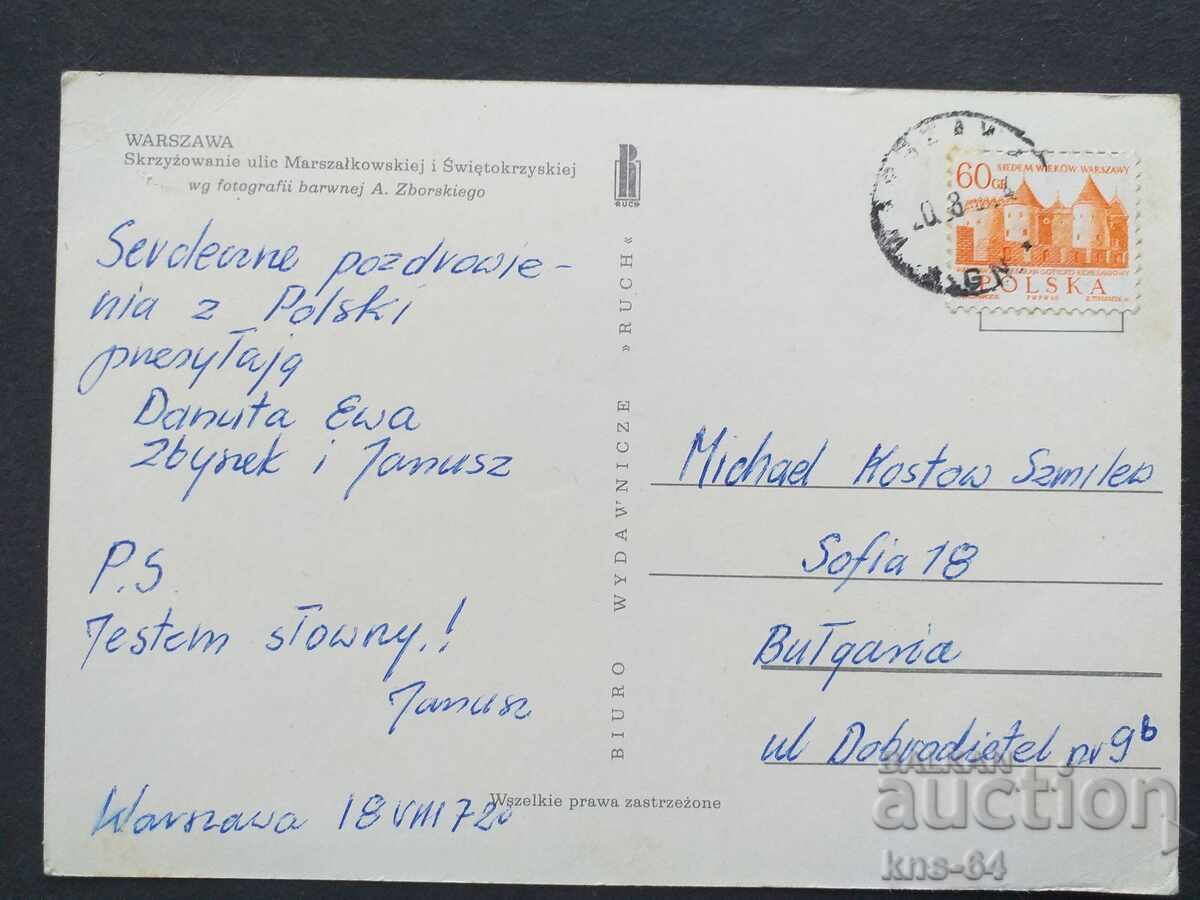 WARSZAWA
Skrzyżowanie ulic Marszałkowskiej i Świętokrzyskiej
wg fotografii barwnej A. Zborskiego
Serdeczne pozdrowie-
nia z Polski
przesyłają
Danuta Ewa
Zbyszek i Janusz
P.S.
Jestem słowny!
Janusz
Warszawa 18 VIII 72
Wszelkie prawa zastrzeżone
RUCH
BIURO WYDAWNICZE »RUCH«
60 GR
SIEDEM WIEKÓW WARSZAWY
POLSKA
Michael Kostow Szmilew
Sofia 18
Bułgaria
ul Dobrodietel nr 9b
BALKAN
auction
kns-64